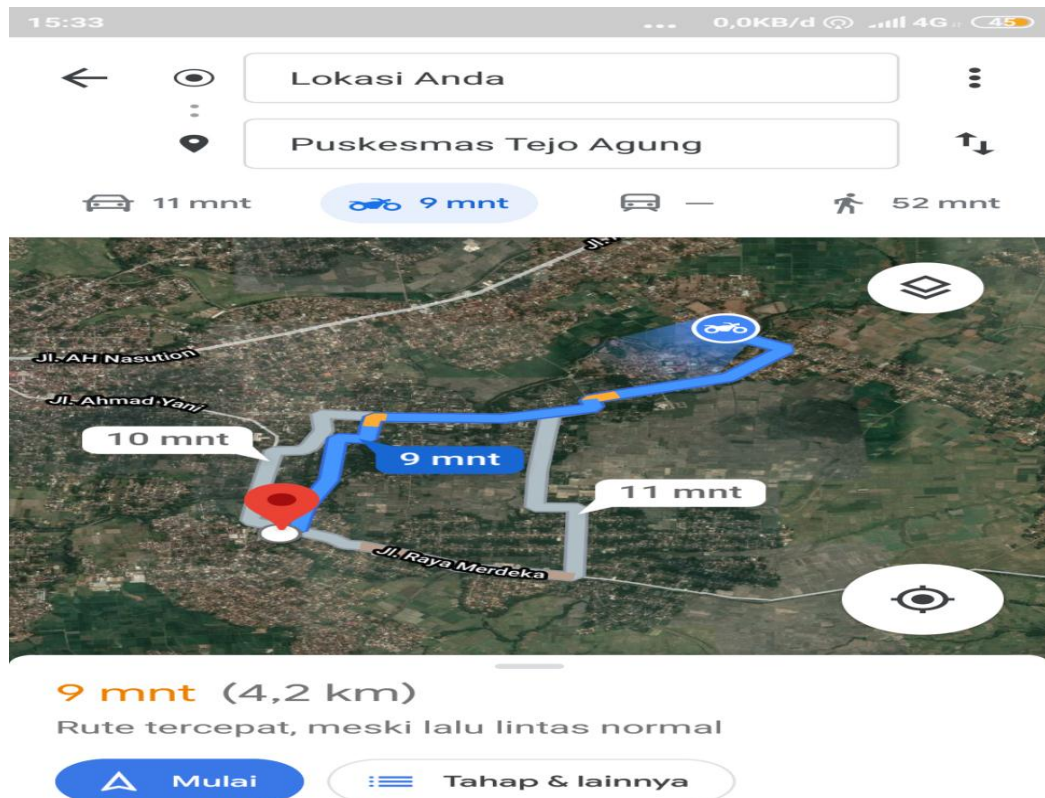 15:33 ... 0,0KB/d 4G 45
Lokasi Anda
Puskesmas Tejo Agung
11 mnt 9 mnt — 52 mnt
Jl. AH Nasution
Jl. Ahmad Yani
10 mnt
9 mnt
11 mnt
Jl. Raya Merdeka
9 mnt (4,2 km)
Rute tercepat, meski lalu lintas normal
Mulai Tahap & lainnya